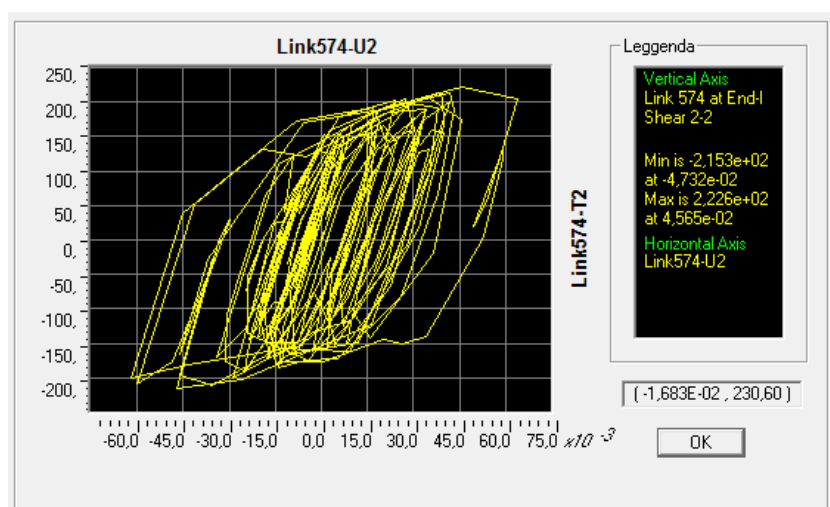 Link574-U2
250,
200,
150,
100,
50,
0,
-50,
-100,
-150,
-200,
-60,0 -45,0 -30,0 -15,0 0,0 15,0 30,0 45,0 60,0 75,0 x10 -3
Link574-T2
Leggenda
Vertical Axis
Link 574 at End-I
Shear 2-2
Min is -2,153e+02
at -4,732e-02
Max is 2,226e+02
at 4,565e-02
Horizontal Axis
Link574-U2
( -1,683E-02 , 230,60 )
OK